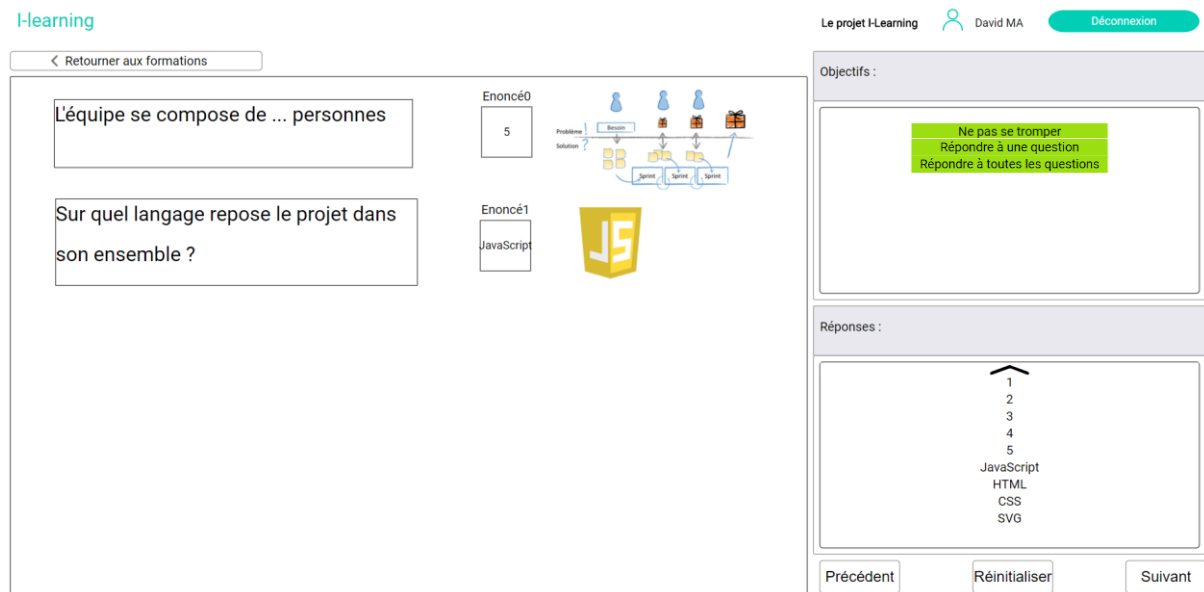 I-learning
Le projet I-Learning
David MA
Déconnexion
Retourner aux formations
L'équipe se compose de ... personnes
Enoncé0
5
Problème
Solution
Besoin
Sprint
Sprint
Sprint
Sur quel langage repose le projet dans
son ensemble ?
Enoncé1
JavaScript
JS
Objectifs :
Ne pas se tromper
Répondre à une question
Répondre à toutes les questions
Réponses :
1
2
3
4
5
JavaScript
HTML
CSS
SVG
Précédent
Réinitialiser
Suivant